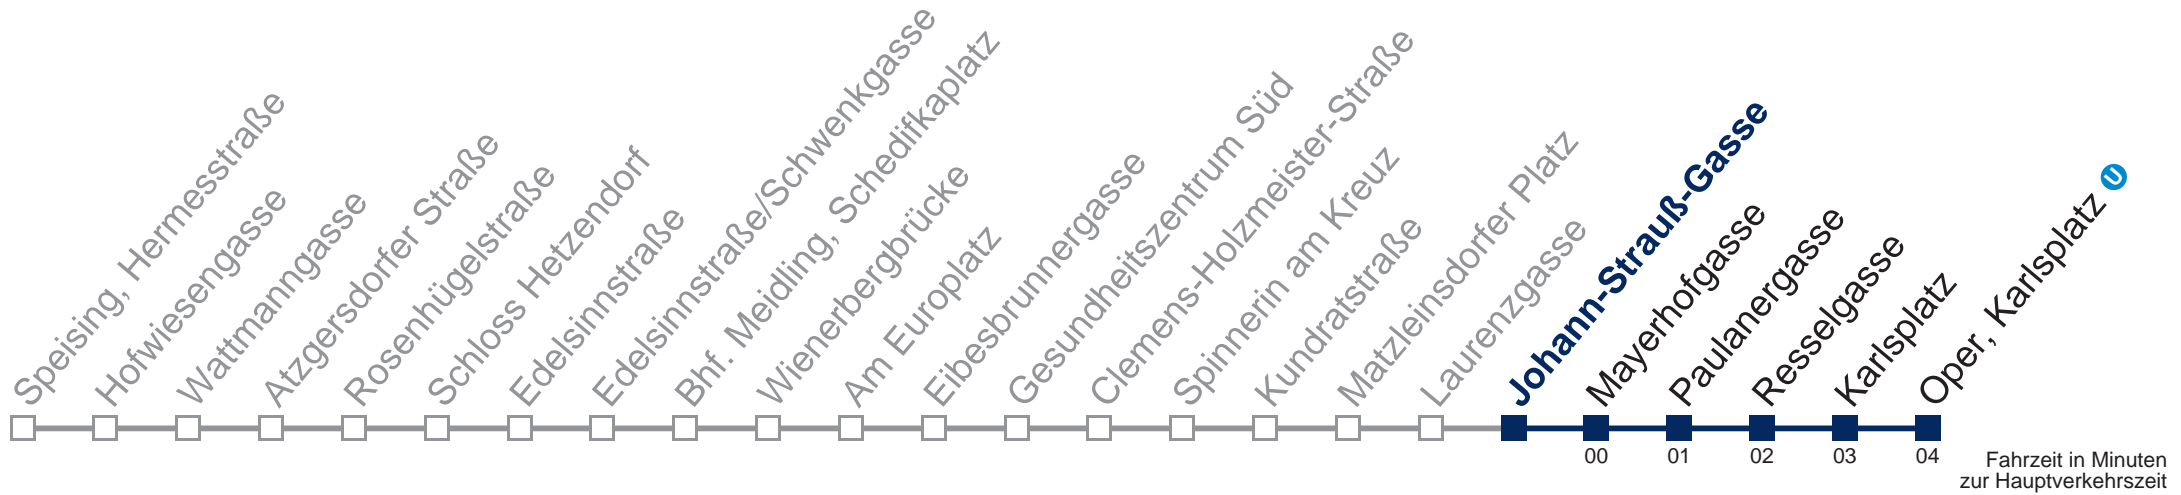 Speising, Hermesstraße
Hofwiesengasse
Wattmanngasse
Atzgersdorfer Straße
Rosenhügelstraße
Schloss Hetzendorf
Edelsinnstraße
Edelsinnstraße/Schwenkgasse
Bhf. Meidling, Schedifkaplatz
Wienerbergbrücke
Am Europlatz
Eibesbrunnergasse
Gesundheitszentrum Süd
Clemens-Holzmeister-Straße
Spinnerin am Kreuz
Kundratstraße
Matzleinsdorfer Platz
Laurenzgasse
Johann-Strauß-Gasse
Mayerhofgasse
Paulanergasse
Resselgasse
Karlsplatz
Oper, Karlsplatz U
00 01 02 03 04
Fahrzeit in Minuten
zur Hauptverkehrszeit